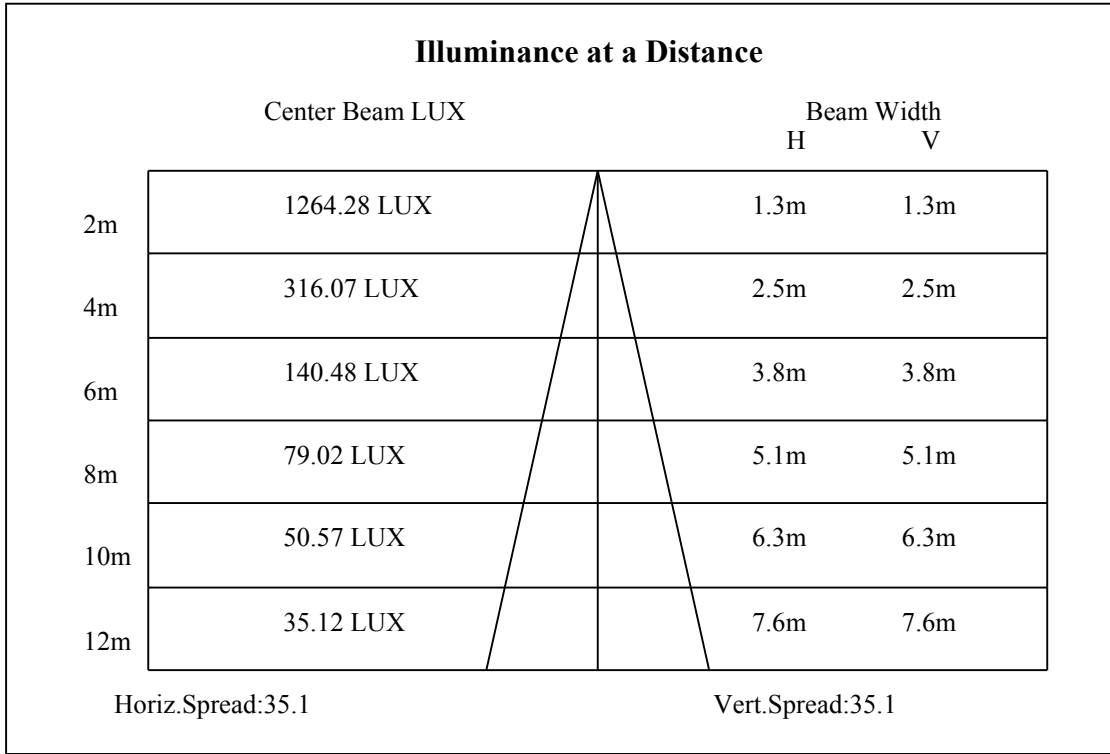 Illuminance at a Distance
Center Beam LUX Beam Width
H V
2m 1264.28 LUX 1.3m 1.3m
4m 316.07 LUX 2.5m 2.5m
6m 140.48 LUX 3.8m 3.8m
8m 79.02 LUX 5.1m 5.1m
10m 50.57 LUX 6.3m 6.3m
12m 35.12 LUX 7.6m 7.6m
Horiz.Spread:35.1 Vert.Spread:35.1